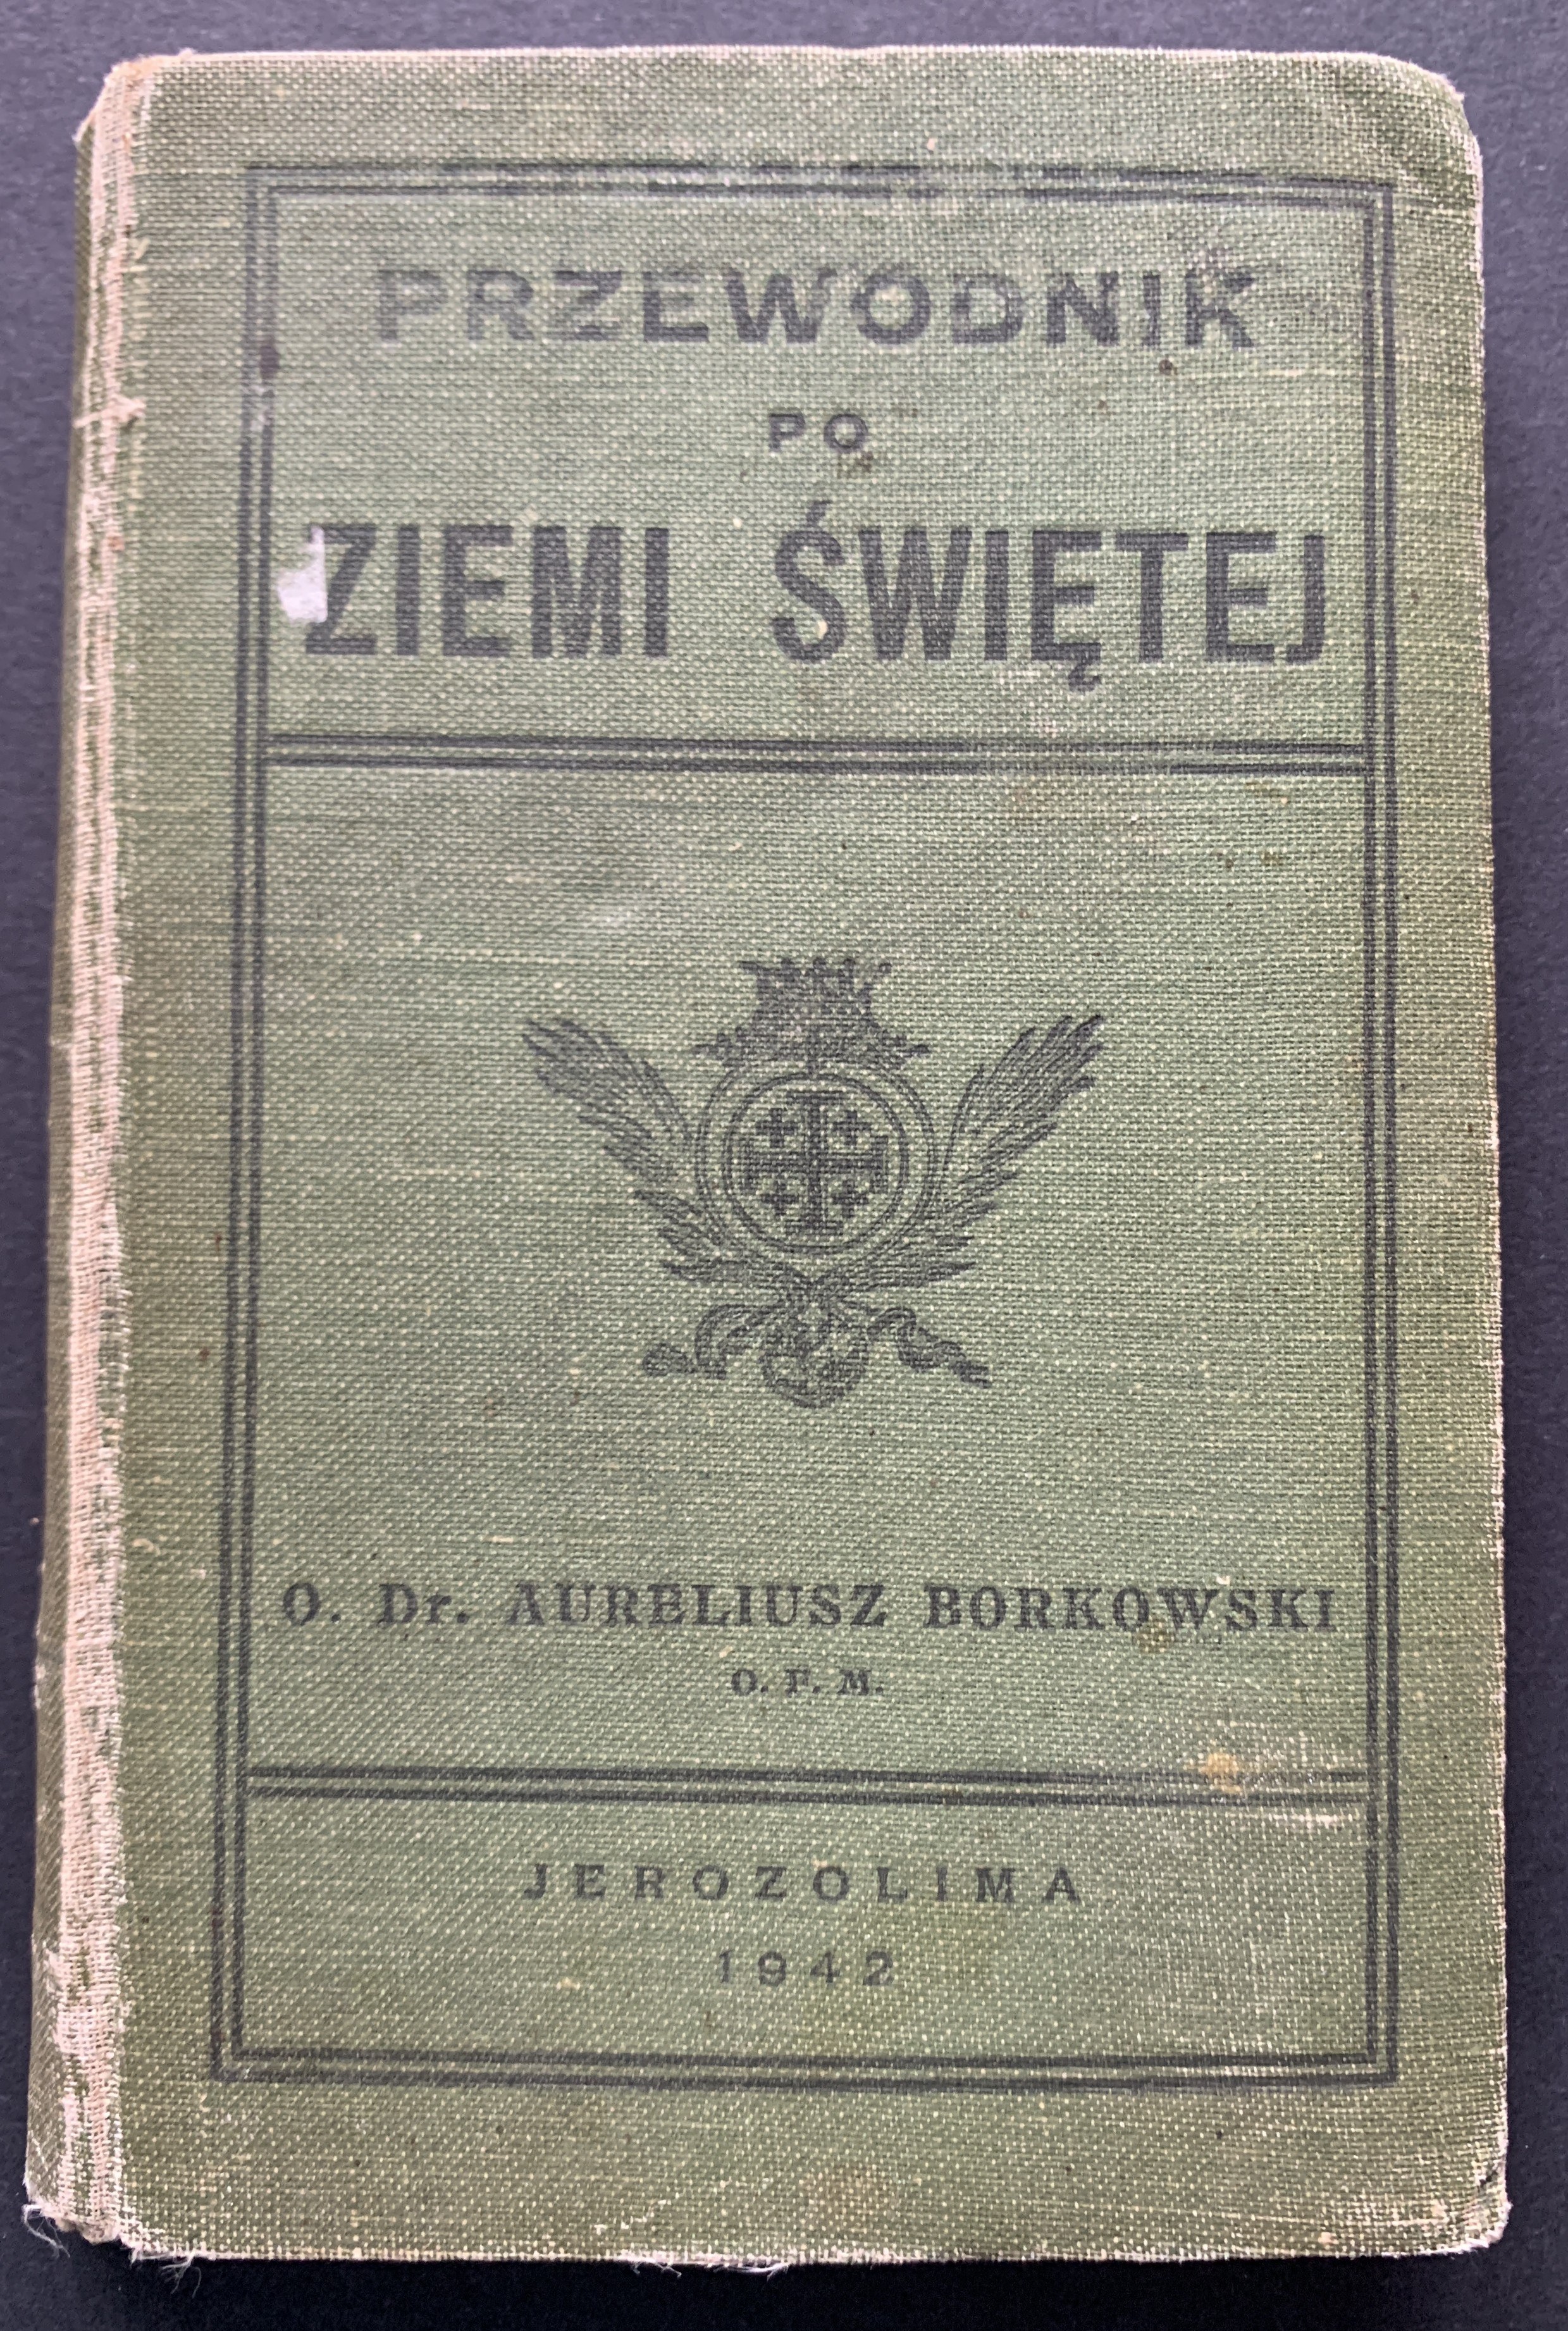 PRZEWODNIK
PO
ZIEMI ŚWIĘTEJ
O. Dr. AURELIUSZ BORKOWSKI
O. F. M.
JEROZOLIMA
1942